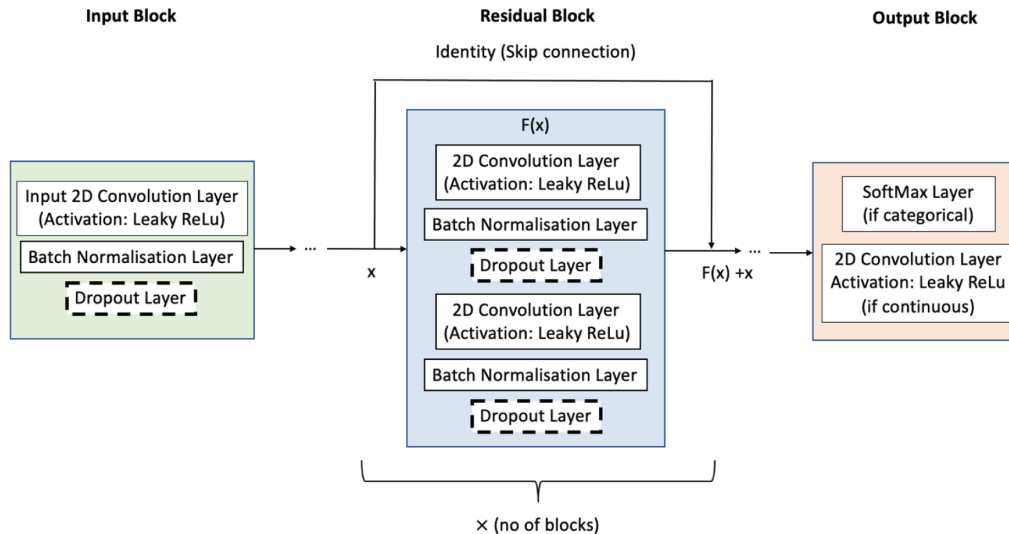 Input Block
Residual Block
Output Block
Identity (Skip connection)
F(x)
Input 2D Convolution Layer
(Activation: Leaky ReLu)
Batch Normalisation Layer
Dropout Layer
...
x
2D Convolution Layer
(Activation: Leaky ReLu)
Batch Normalisation Layer
Dropout Layer
2D Convolution Layer
(Activation: Leaky ReLu)
Batch Normalisation Layer
Dropout Layer
F(x) +x
...
SoftMax Layer
(if categorical)
2D Convolution Layer
Activation: Leaky ReLu
(if continuous)
× (no of blocks)